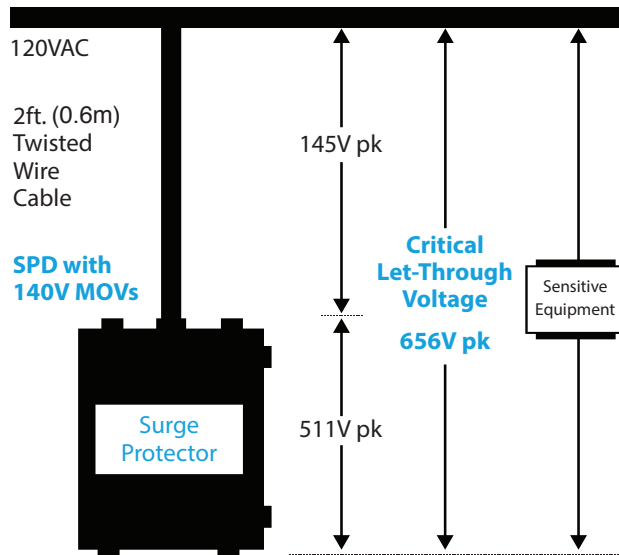 120VAC
2ft. (0.6m)
Twisted
Wire
Cable
SPD with
140V MOVs
Surge
Protector
145V pk
511V pk
Critical
Let-Through
Voltage
656V pk
Sensitive
Equipment